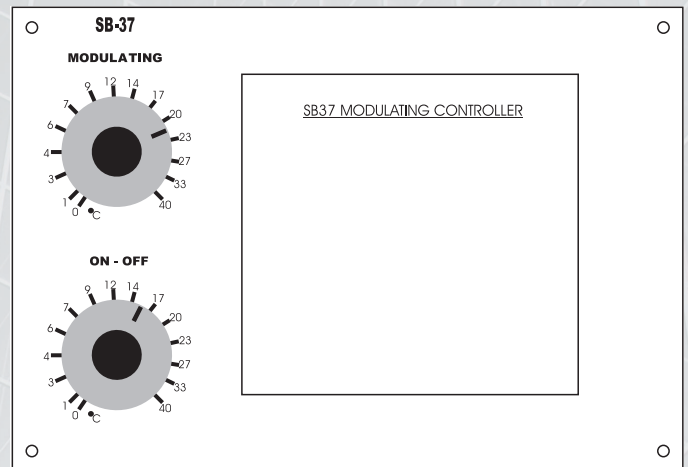 SB-37
MODULATING
0 1 3 4 6 7 9 12 14 17 20 23 27 33 40
°C
SB37 MODULATING CONTROLLER
ON - OFF
0 1 3 4 6 7 9 12 14 17 20 23 27 33 40
°C